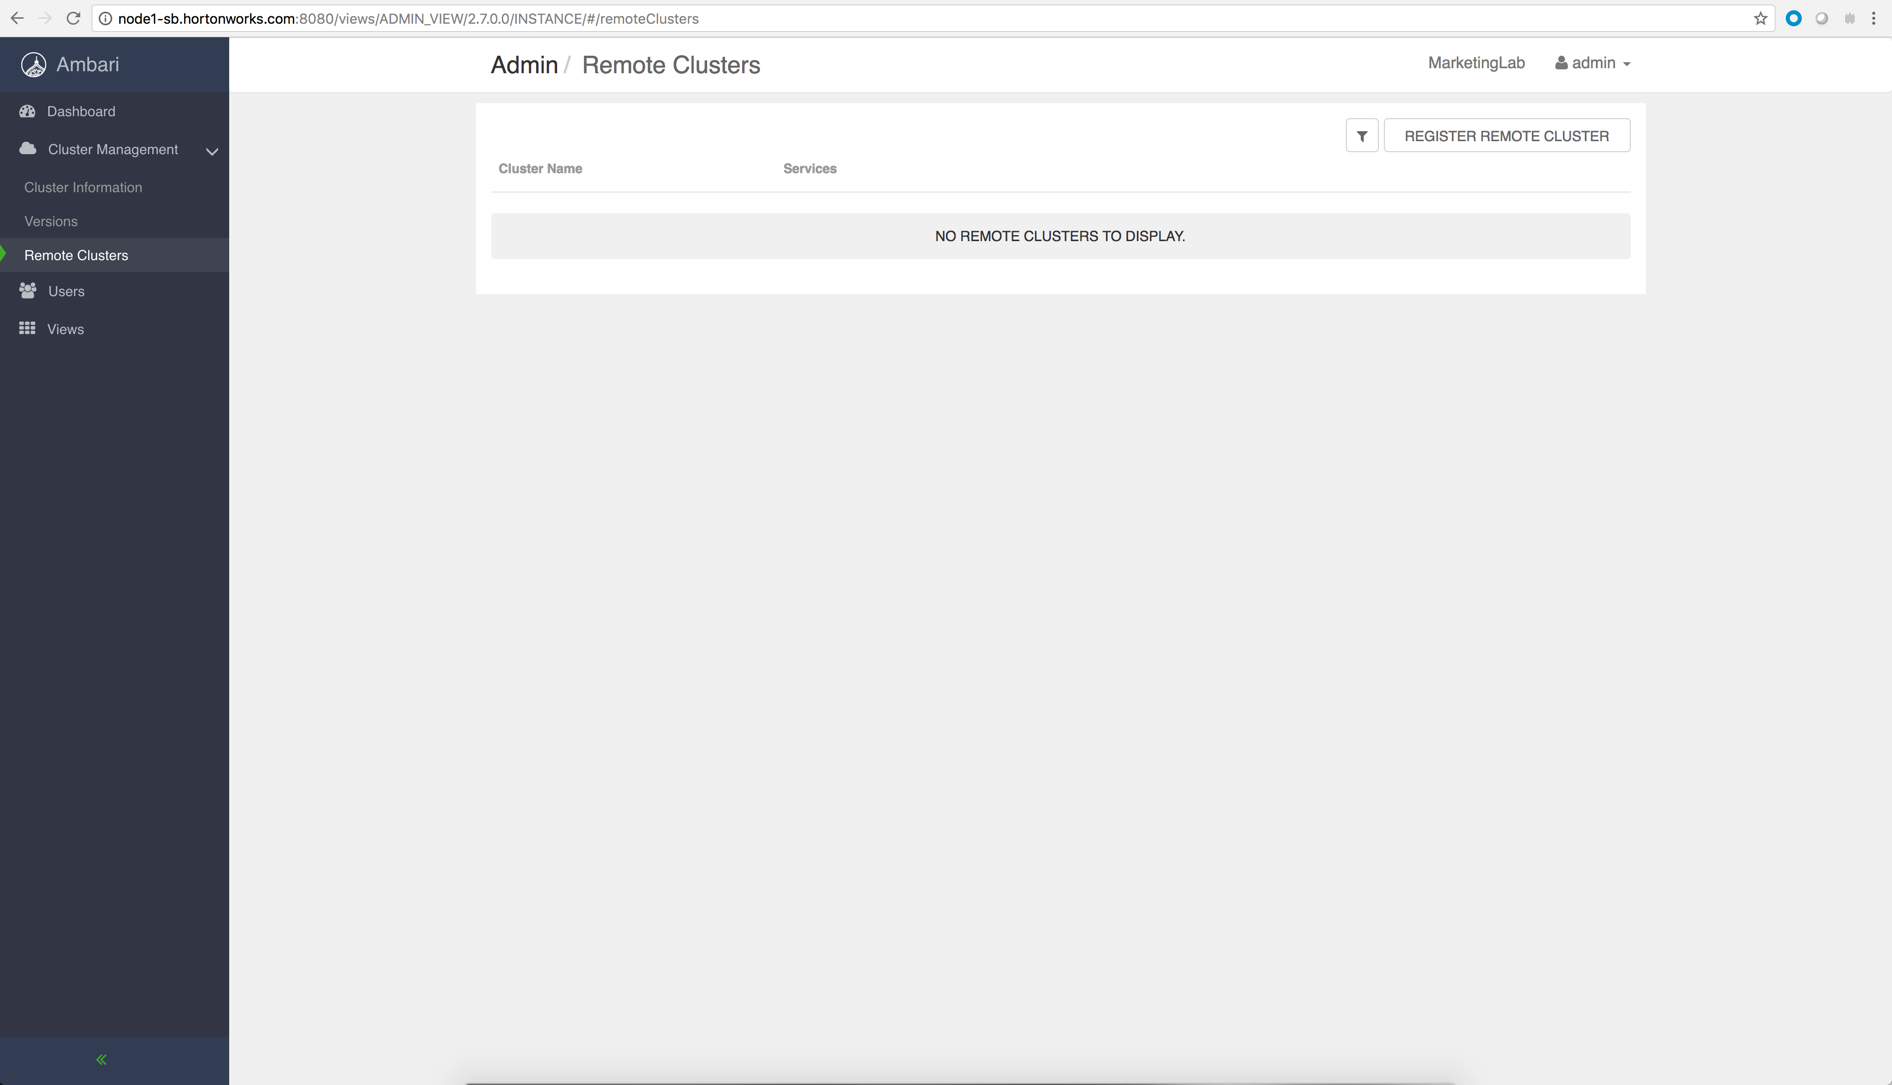 node1-sb.hortonworks.com:8080/views/ADMIN_VIEW/2.7.0.0/INSTANCE/#/remoteClusters
Ambari
Admin / Remote Clusters
MarketingLab
admin
Dashboard
Cluster Management
Cluster Information
Versions
Remote Clusters
Users
Views
REGISTER REMOTE CLUSTER
Cluster Name
Services
NO REMOTE CLUSTERS TO DISPLAY.